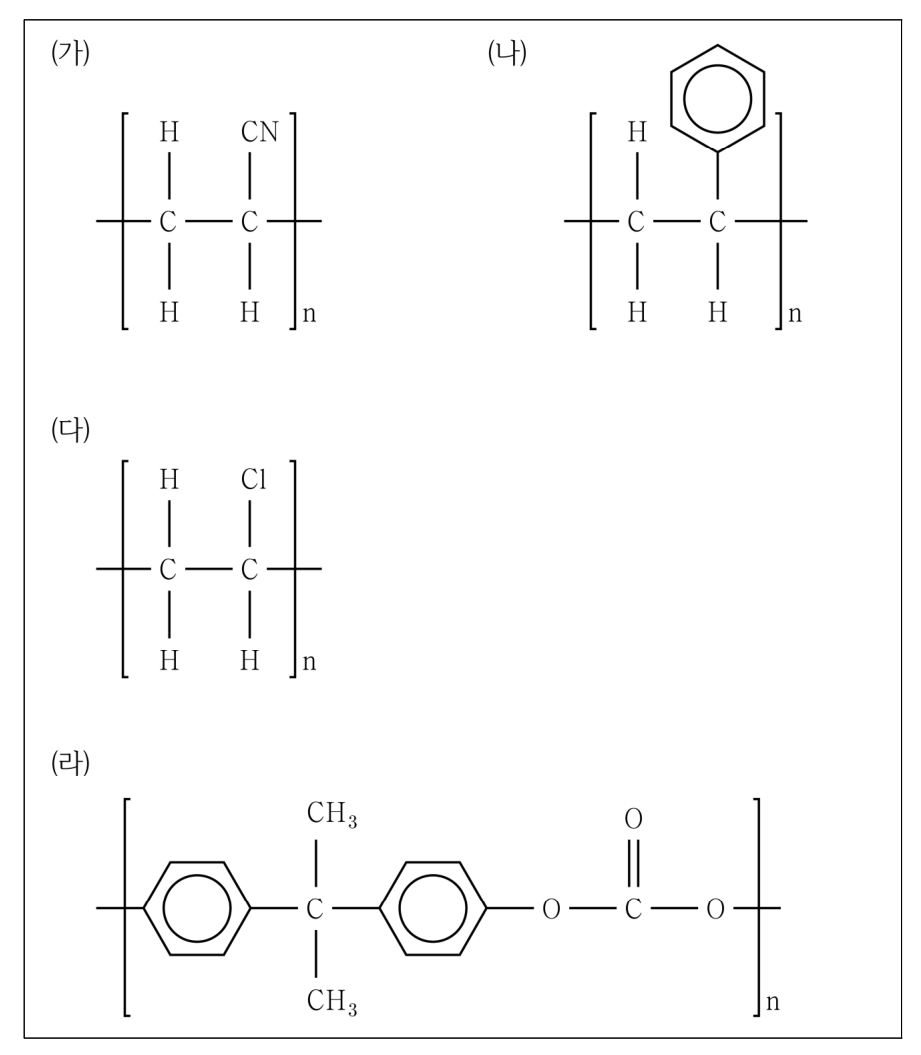 (가) (나)
H CN H
C C C C
H H n H H n
(다)
H Cl
C C
H H n
(라)
CH₃ O
C O C O
CH₃ n